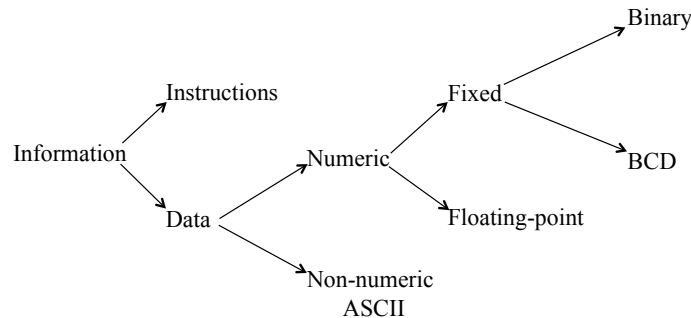 Binary
Instructions
Fixed
Information
Numeric
BCD
Data
Floating-point
Non-numeric
ASCII